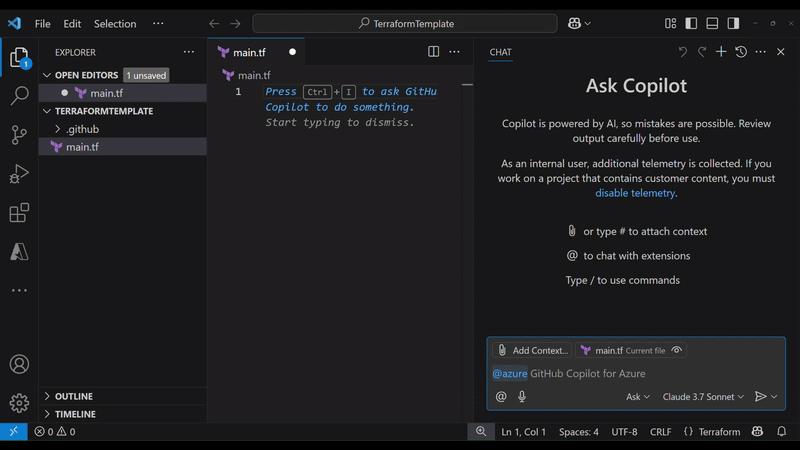 File Edit Selection ···
TerraformTemplate
EXPLORER ···
OPEN EDITORS 1 unsaved
main.tf
TERRAFORMTEMPLATE
.github
main.tf
OUTLINE
TIMELINE
1
main.tf
main.tf
1 Press Ctrl+I to ask GitHu
Copilot to do something.
Start typing to dismiss.
CHAT
Ask Copilot
Copilot is powered by AI, so mistakes are possible. Review
output carefully before use.
As an internal user, additional telemetry is collected. If you
work on a project that contains customer content, you must
disable telemetry.
or type # to attach context
@ to chat with extensions
Type / to use commands
Add Context... main.tf Current file
@azure GitHub Copilot for Azure
@ Ask Claude 3.7 Sonnet
0 0 Ln 1, Col 1 Spaces: 4 UTF-8 CRLF {} Terraform